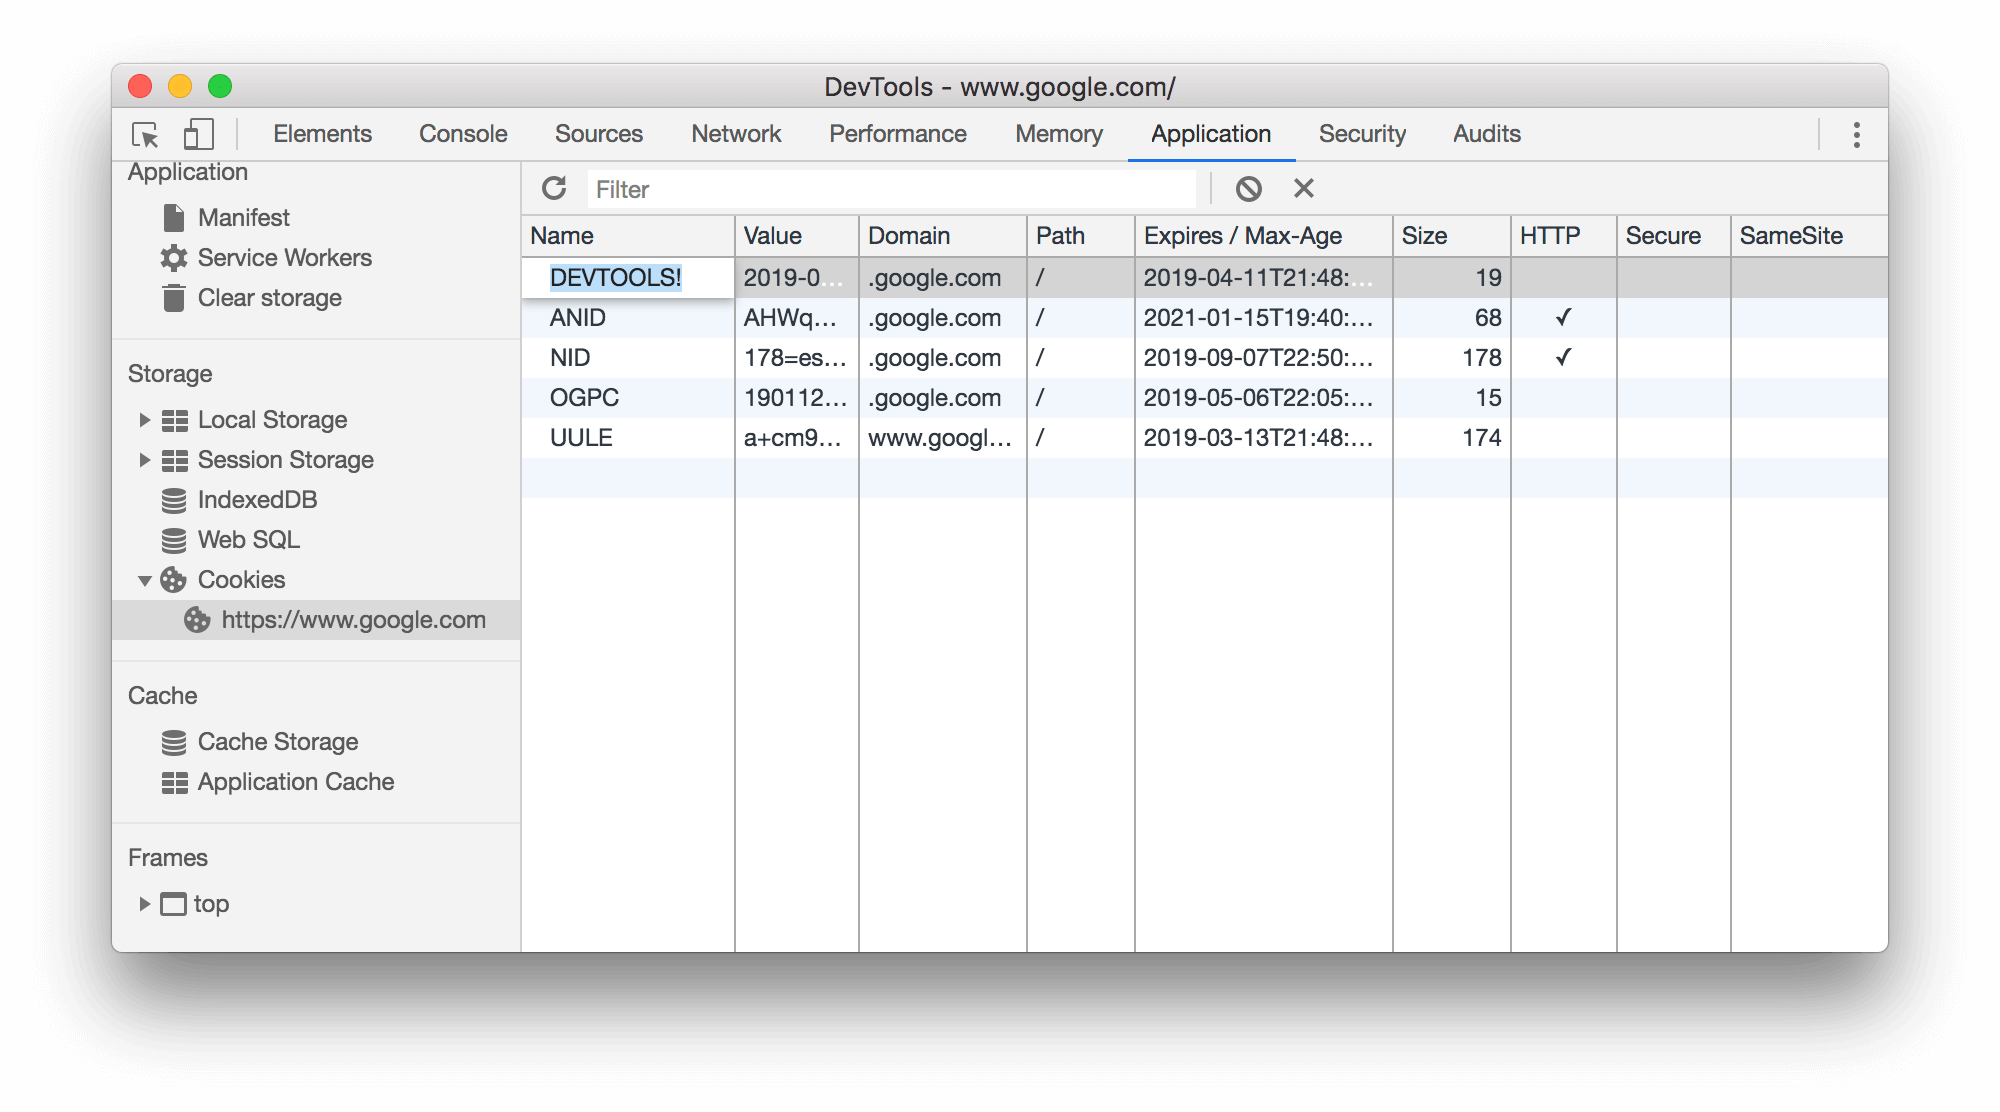 DevTools - www.google.com/
Elements Console Sources Network Performance Memory Application Security Audits
Application
Manifest
Service Workers
Clear storage
Storage
Local Storage
Session Storage
IndexedDB
Web SQL
Cookies
https://www.google.com
Cache
Cache Storage
Application Cache
Frames
top
Filter
Name Value Domain Path Expires / Max-Age Size HTTP Secure SameSite
DEVTOOLS! 2019-0... .google.com / 2019-04-11T21:48:... 19
ANID AHWq... .google.com / 2021-01-15T19:40:... 68 ✓
NID 178=es... .google.com / 2019-09-07T22:50:... 178 ✓
OGPC 190112... .google.com / 2019-05-06T22:05:... 15
UULE a+cm9... www.googl... / 2019-03-13T21:48:... 174